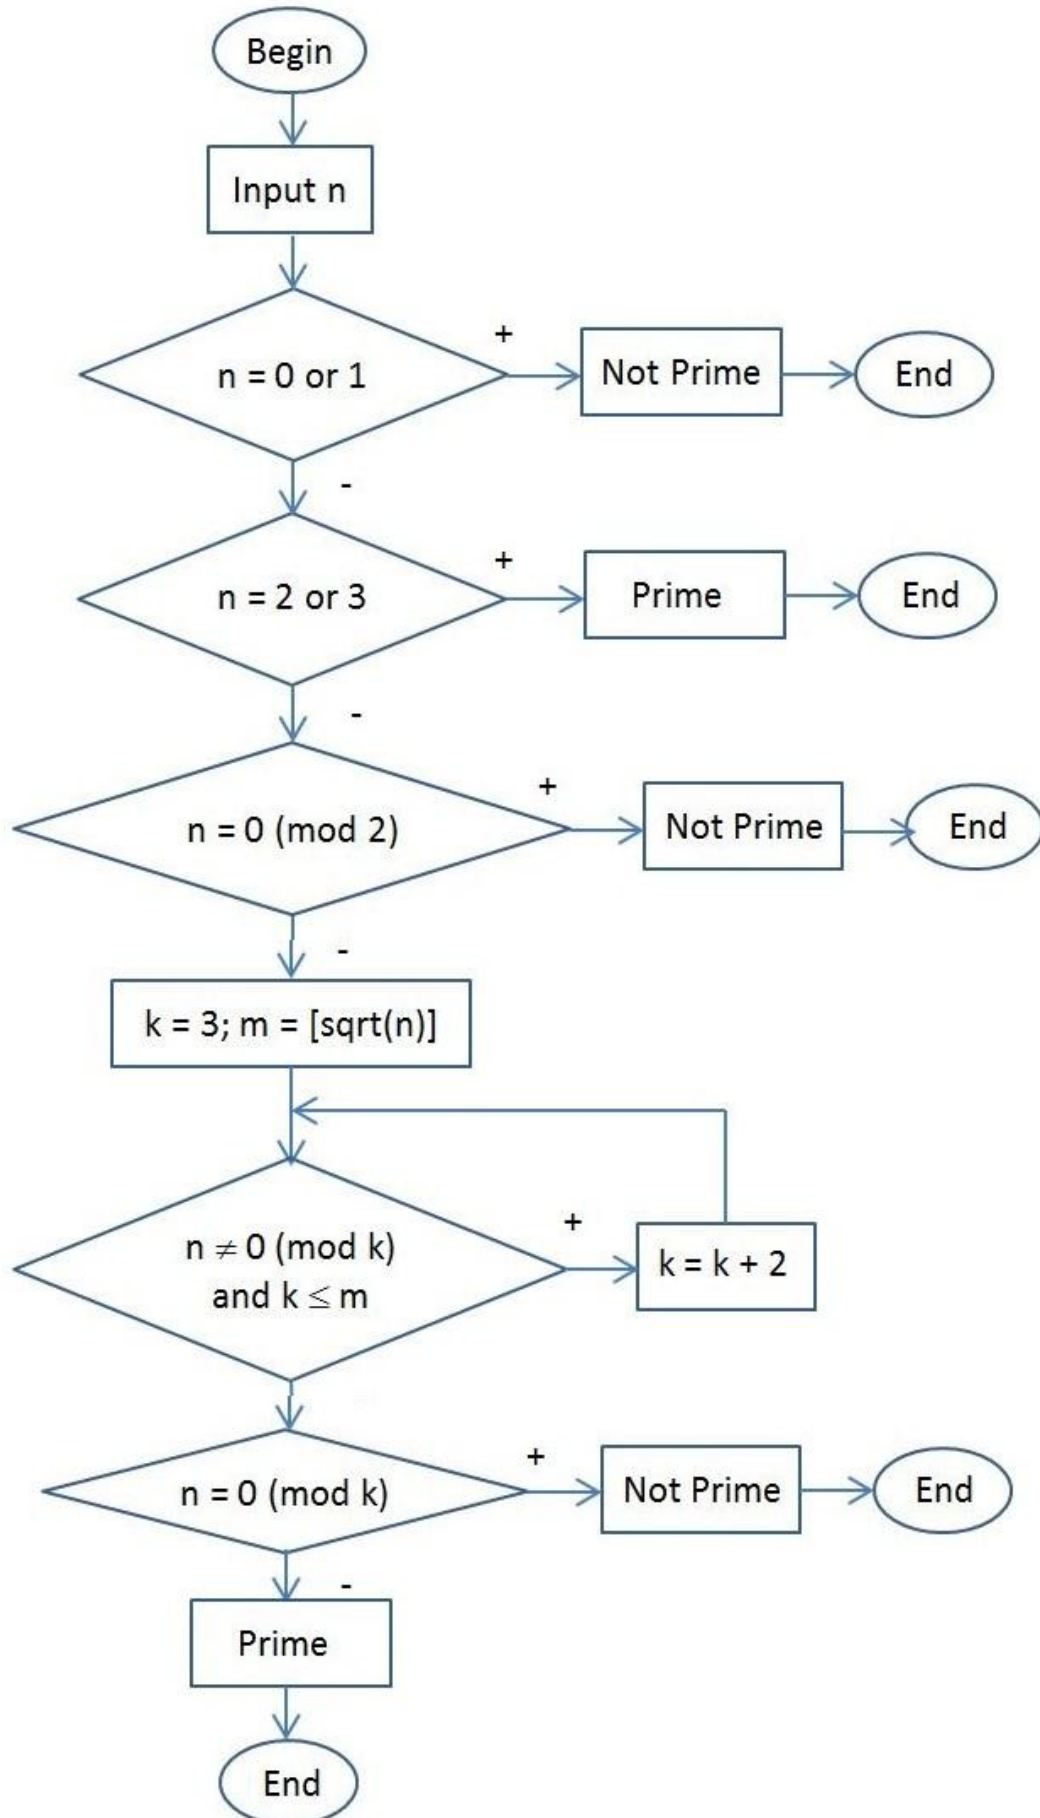 Begin
Input n
n = 0 or 1
+
Not Prime
End
-
n = 2 or 3
+
Prime
End
-
n = 0 (mod 2)
+
Not Prime
End
-
k = 3; m = [sqrt(n)]
n ≠ 0 (mod k)
and k ≤ m
+
k = k + 2
n = 0 (mod k)
+
Not Prime
End
-
Prime
End